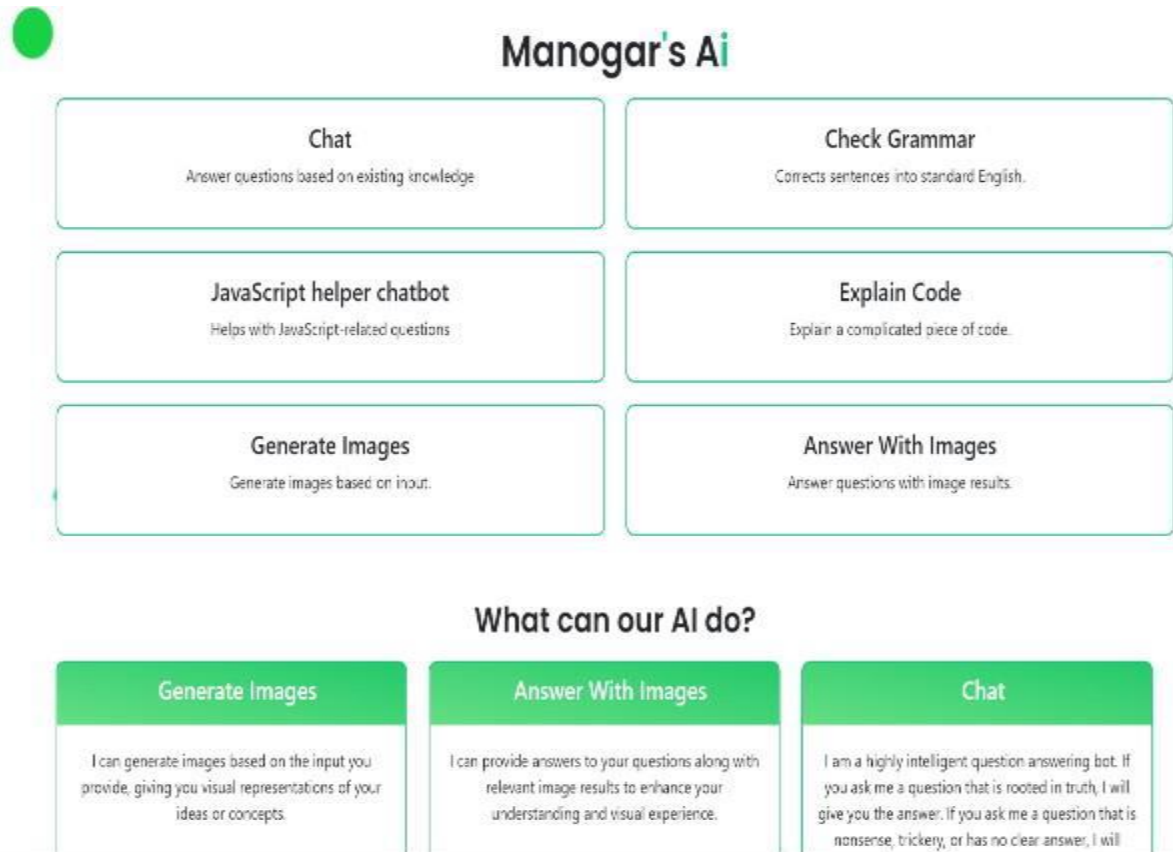 Manogar's Ai
Chat
Answer questions based on existing knowledge
Check Grammar
Corrects sentences into standard English.
JavaScript helper chatbot
Helps with JavaScript-related questions
Explain Code
Explain a complicated piece of code.
Generate Images
Generate images based on input.
Answer With Images
Answer questions with image results.
What can our AI do?
Generate Images
I can generate images based on the input you
provide, giving you visual representations of your
ideas or concepts.
Answer With Images
I can provide answers to your questions along with
relevant image results to enhance your
understanding and visual experience.
Chat
I am a highly intelligent question answering bot. If
you ask me a question that is rooted in truth, I will
give you the answer. If you ask me a question that is
nonsense, trickery, or has no clear answer, I will